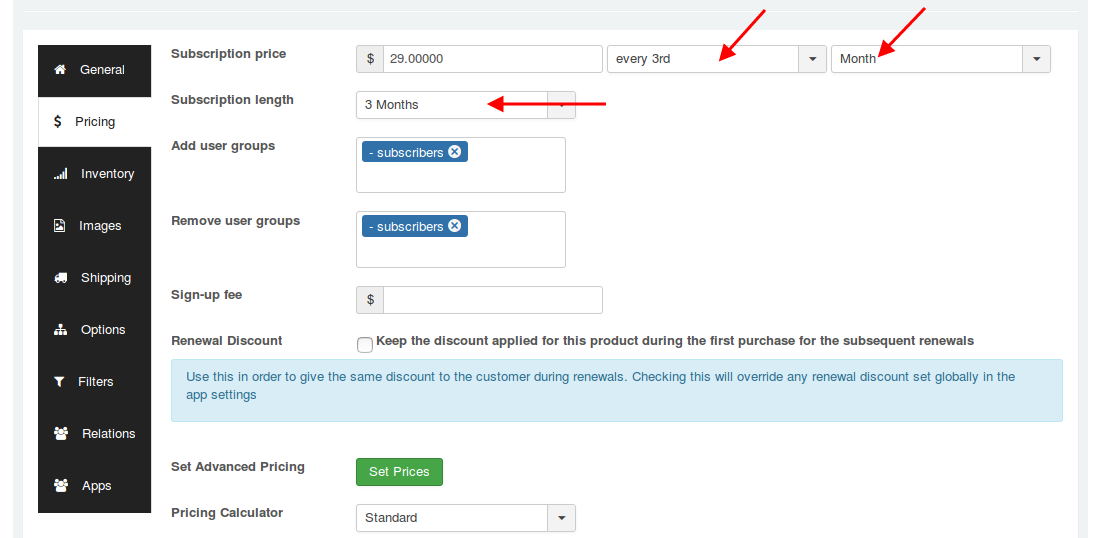 General
Pricing
Inventory
Images
Shipping
Options
Filters
Relations
Apps
Subscription price
$ 29.00000 every 3rd Month
Subscription length
3 Months
Add user groups
- subscribers
Remove user groups
- subscribers
Sign-up fee
$
Renewal Discount
Keep the discount applied for this product during the first purchase for the subsequent renewals
Use this in order to give the same discount to the customer during renewals. Checking this will override any renewal discount set globally in the
app settings
Set Advanced Pricing
Set Prices
Pricing Calculator
Standard